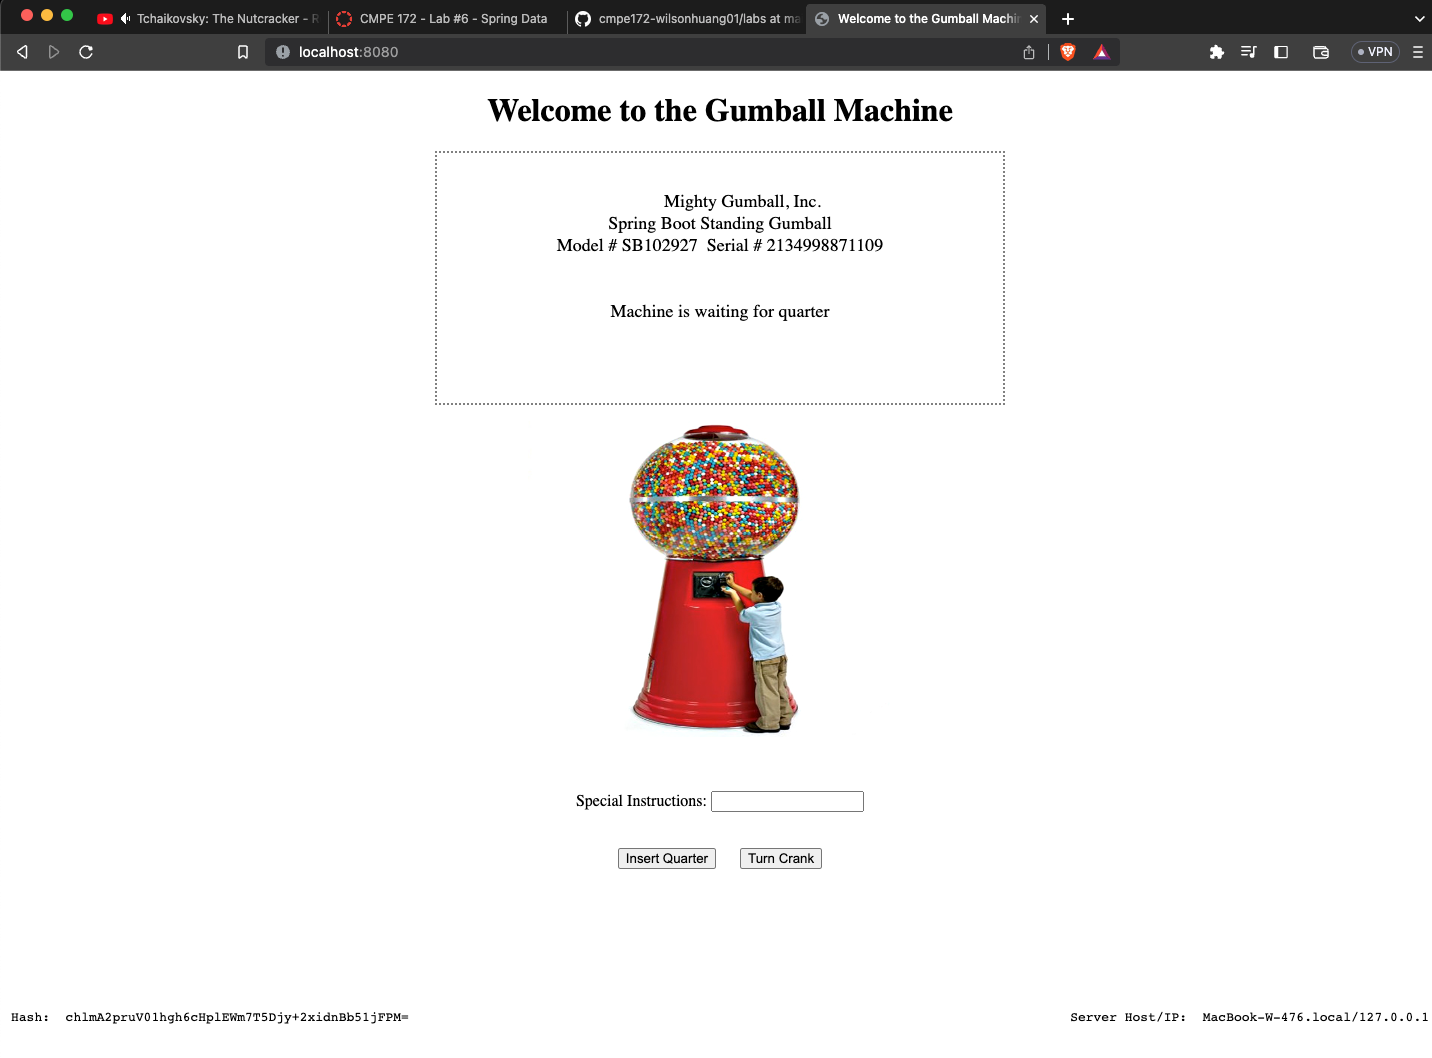 Tchaikovsky: The Nutcracker - R
CMPE 172 - Lab #6 - Spring Data
cmpe172-wilsonhuang01/labs at ma
Welcome to the Gumball Machin
localhost:8080
VPN
Welcome to the Gumball Machine
Mighty Gumball, Inc.
Spring Boot Standing Gumball
Model # SB102927 Serial # 2134998871109
Machine is waiting for quarter
Special Instructions:
Insert Quarter Turn Crank
Hash: chlmA2pruV0lhgh6cHplEWm7T5Djy+2xidnBb51jFPM=
Server Host/IP: MacBook-W-476.local/127.0.0.1